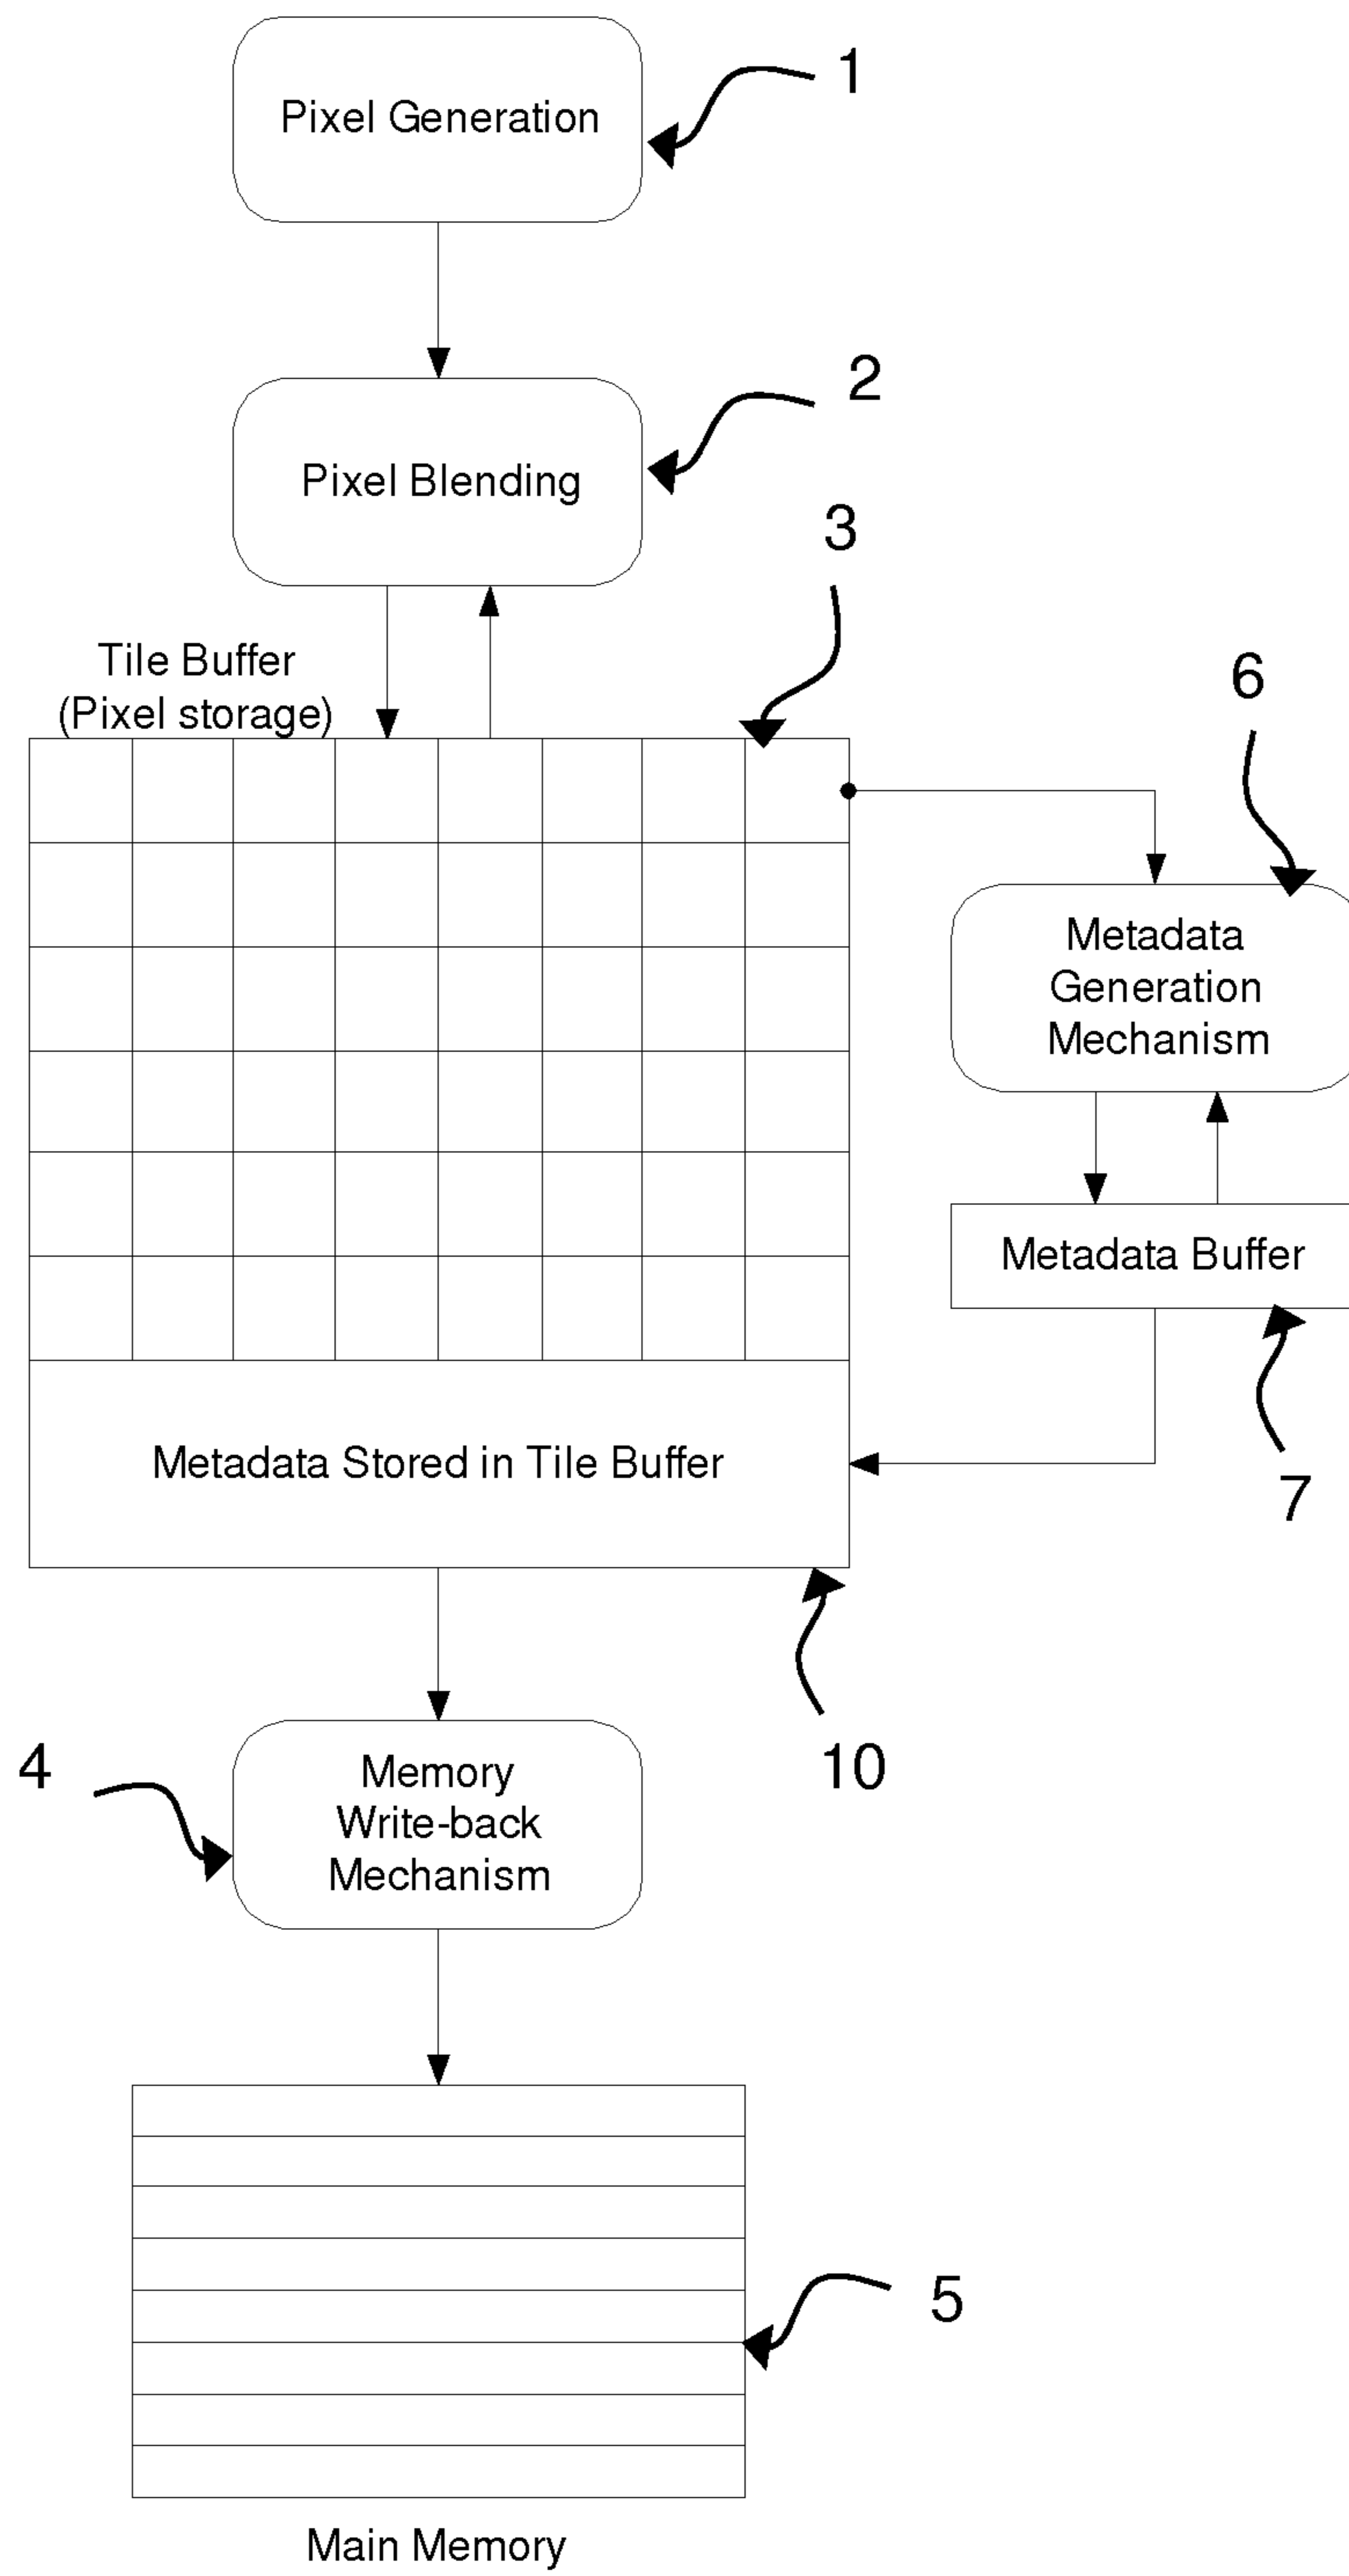 Pixel Generation
1
Pixel Blending
2
3
Tile Buffer
(Pixel storage)
6
Metadata
Generation
Mechanism
Metadata Buffer
7
Metadata Stored in Tile Buffer
10
4
Memory
Write-back
Mechanism
5
Main Memory